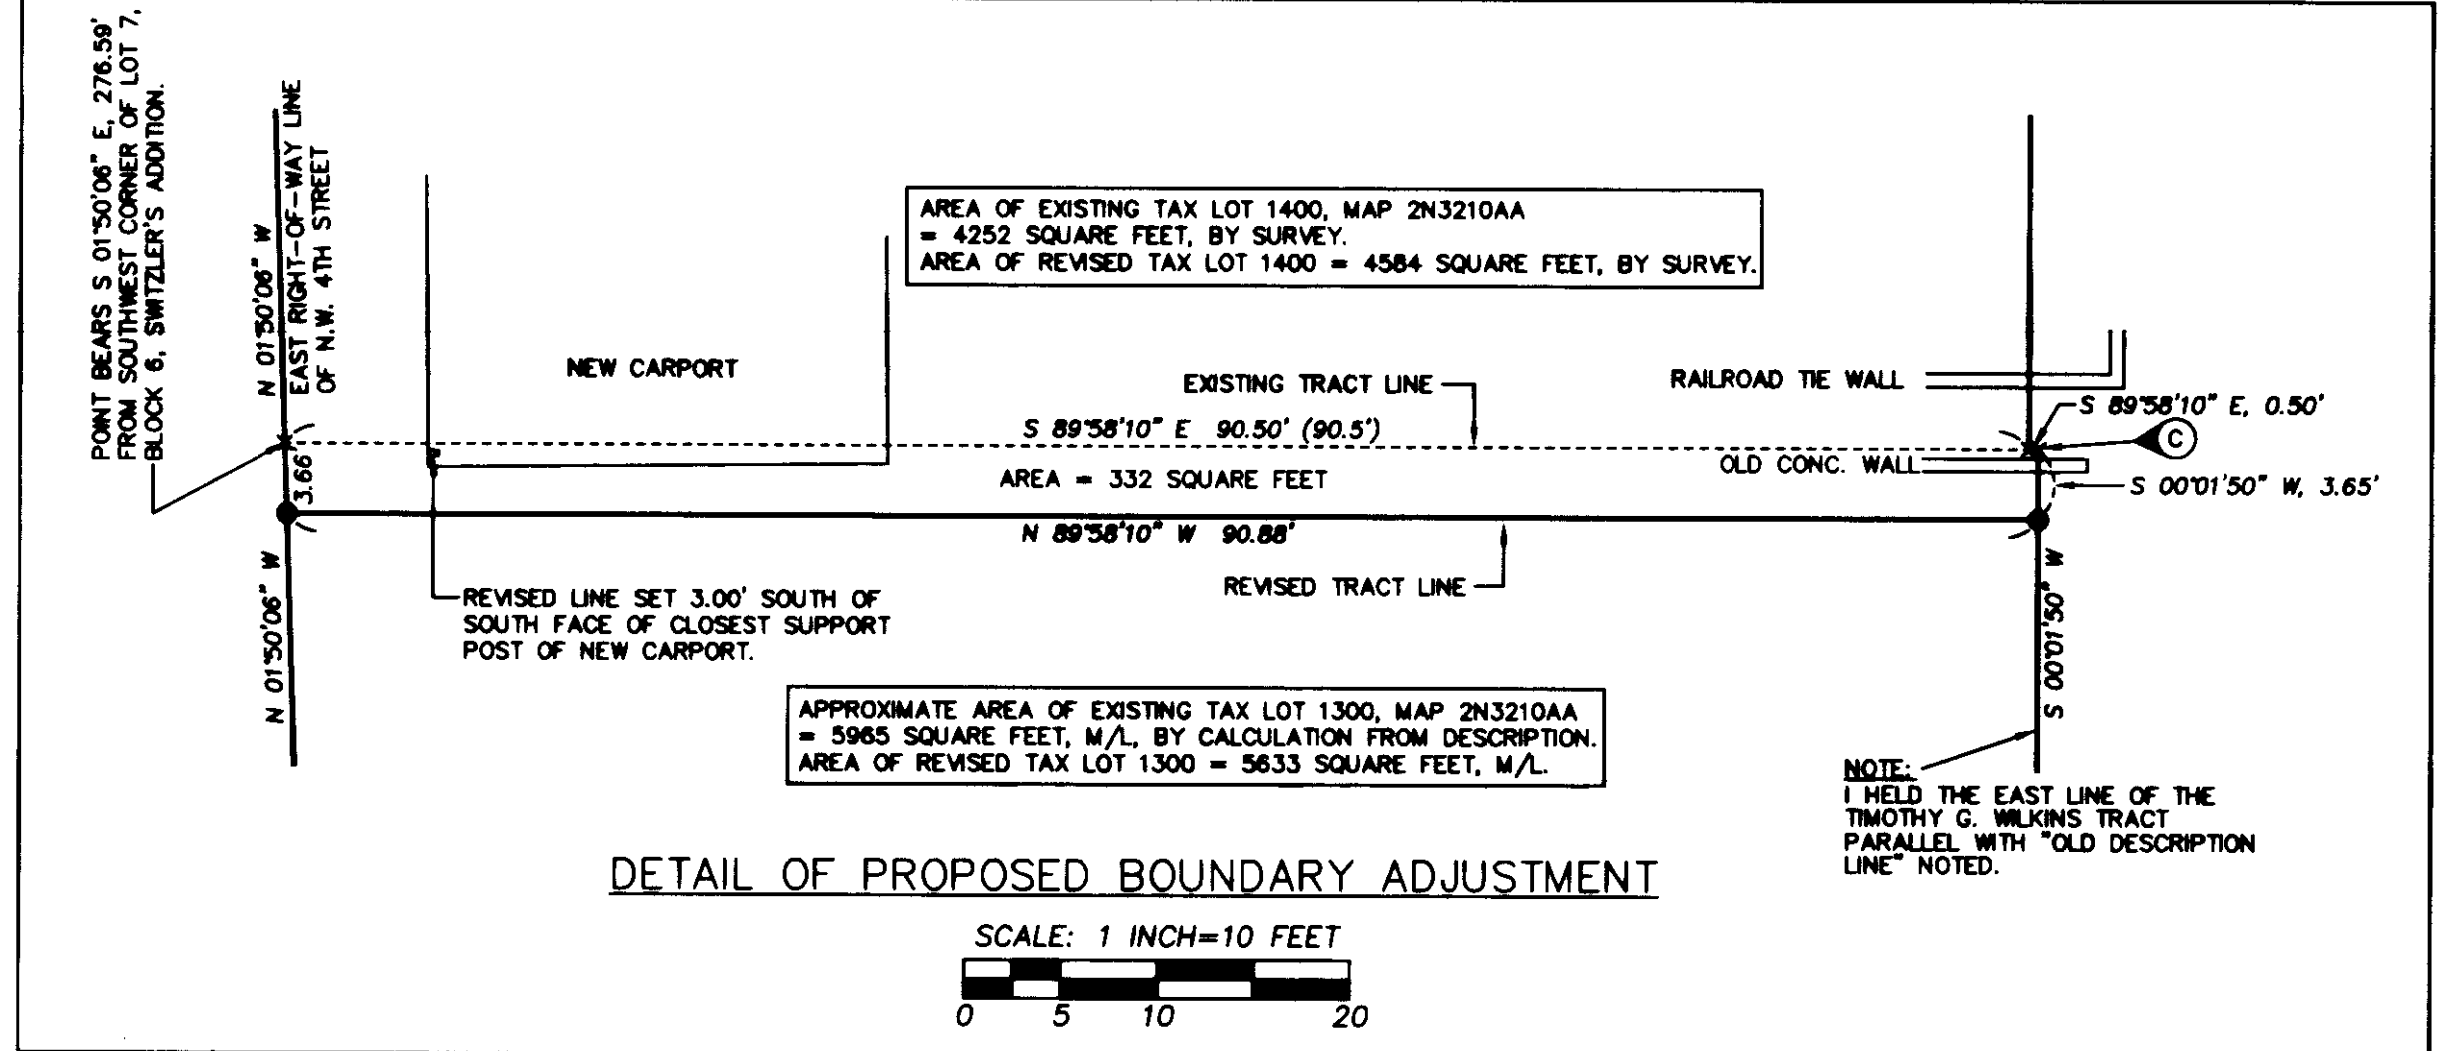 POINT BEARS S 01°50'06" E, 276.59'
FROM SOUTHWEST CORNER OF LOT 7,
BLOCK 6, SWITZLER'S ADDITION.
N 01°50'06" W
EAST RIGHT-OF-WAY LINE
OF N.W. 4TH STREET
AREA OF EXISTING TAX LOT 1400, MAP 2N3210AA
= 4252 SQUARE FEET, BY SURVEY.
AREA OF REVISED TAX LOT 1400 = 4584 SQUARE FEET, BY SURVEY.
NEW CARPORT
EXISTING TRACT LINE
RAILROAD TIE WALL
S 89°58'10" E, 0.50'
S 89°58'10" E 90.50' (90.5')
C
3.66'
OLD CONC. WALL
AREA = 332 SQUARE FEET
S 00°01'50" W, 3.65'
N 89°58'10" W 90.88'
N 01°50'06" W
REVISED LINE SET 3.00' SOUTH OF
SOUTH FACE OF CLOSEST SUPPORT
POST OF NEW CARPORT.
REVISED TRACT LINE
S 00°01'50" W
APPROXIMATE AREA OF EXISTING TAX LOT 1300, MAP 2N3210AA
= 5965 SQUARE FEET, M/L, BY CALCULATION FROM DESCRIPTION.
AREA OF REVISED TAX LOT 1300 = 5633 SQUARE FEET, M/L.
NOTE:
I HELD THE EAST LINE OF THE
TIMOTHY G. WILKINS TRACT
PARALLEL WITH "OLD DESCRIPTION
LINE" NOTED.
DETAIL OF PROPOSED BOUNDARY ADJUSTMENT
SCALE: 1 INCH=10 FEET
0 5 10 20